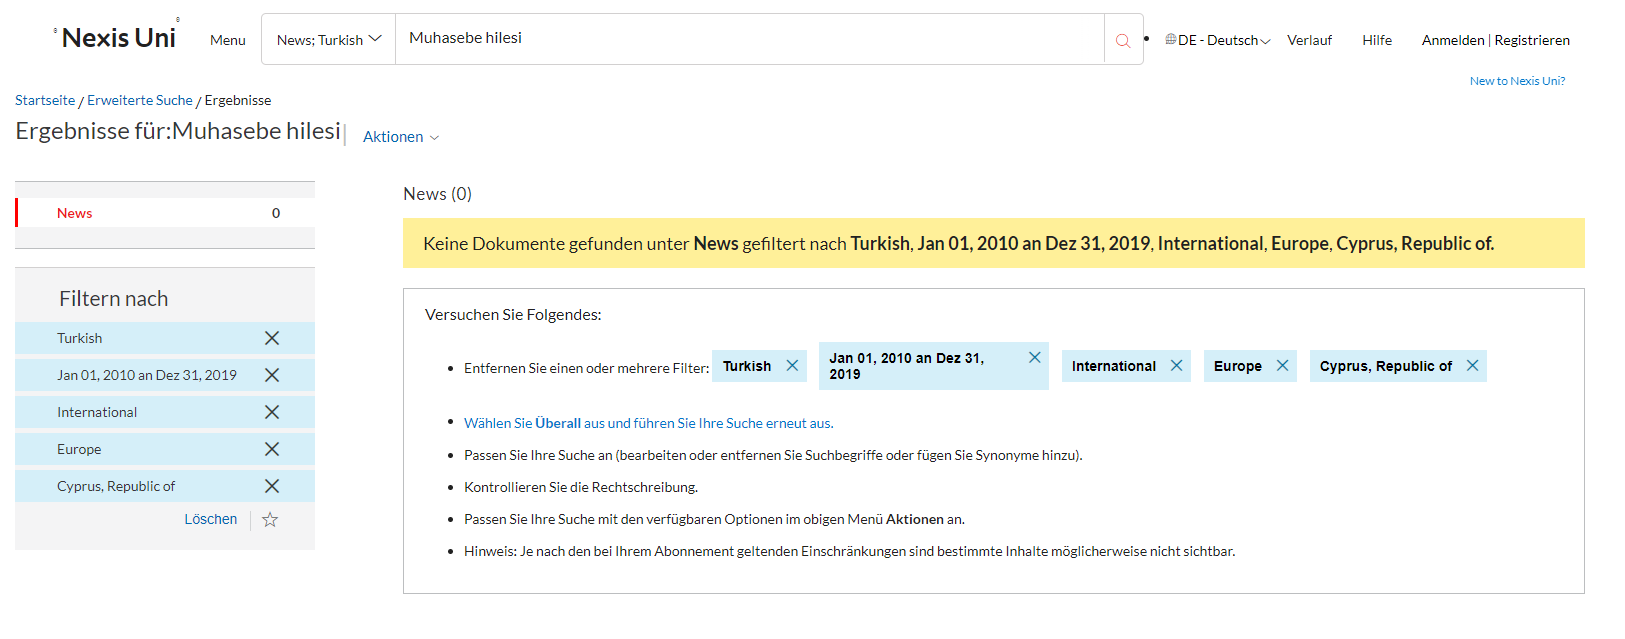 Nexis Uni
Menu
News; Turkish
Muhasebe hilesi
DE - Deutsch
Verlauf
Hilfe
Anmelden | Registrieren
New to Nexis Uni?
Startseite / Erweiterte Suche / Ergebnisse
Ergebnisse für:Muhasebe hilesi| Aktionen
News 0
Filtern nach
Turkish
Jan 01, 2010 an Dez 31, 2019
International
Europe
Cyprus, Republic of
Löschen
News (0)
Keine Dokumente gefunden unter News gefiltert nach Turkish, Jan 01, 2010 an Dez 31, 2019, International, Europe, Cyprus, Republic of.
Versuchen Sie Folgendes:
• Entfernen Sie einen oder mehrere Filter: Turkish
Jan 01, 2010 an Dez 31,
2019
International
Europe
Cyprus, Republic of
• Wählen Sie Überall aus und führen Sie Ihre Suche erneut aus.
• Passen Sie Ihre Suche an (bearbeiten oder entfernen Sie Suchbegriffe oder fügen Sie Synonyme hinzu).
• Kontrollieren Sie die Rechtschreibung.
• Passen Sie Ihre Suche mit den verfügbaren Optionen im obigen Menü Aktionen an.
• Hinweis: Je nach den bei Ihrem Abonnement geltenden Einschränkungen sind bestimmte Inhalte möglicherweise nicht sichtbar.